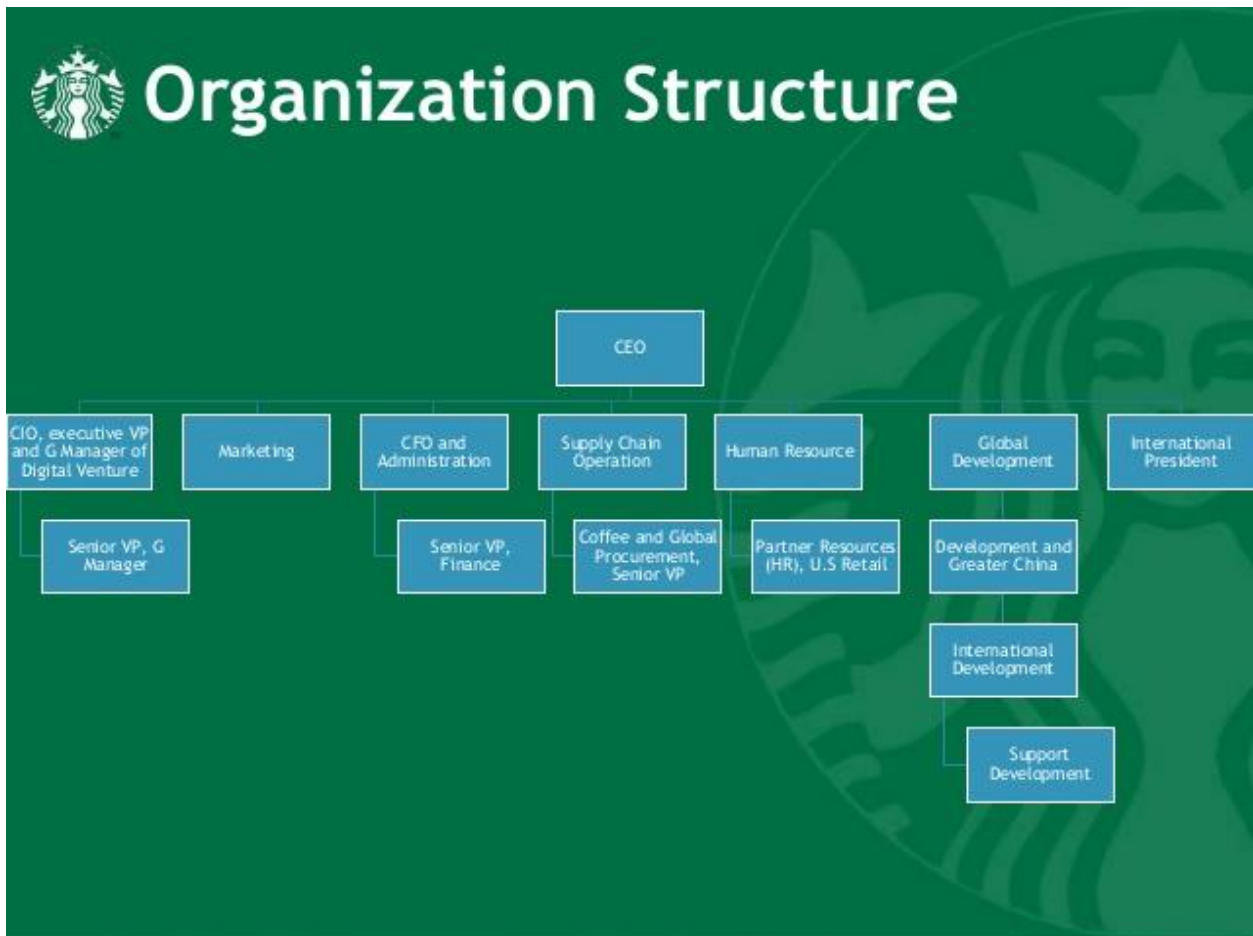 Organization Structure
CEO
CIO, executive VP
and G Manager of
Digital Venture
Marketing
CFO and
Administration
Supply Chain
Operation
Human Resource
Global
Development
International
President
Senior VP, G
Manager
Senior VP,
Finance
Coffee and Global
Procurement,
Senior VP
Partner Resources
(HR), U.S Retail
Development and
Greater China
International
Development
Support
Development